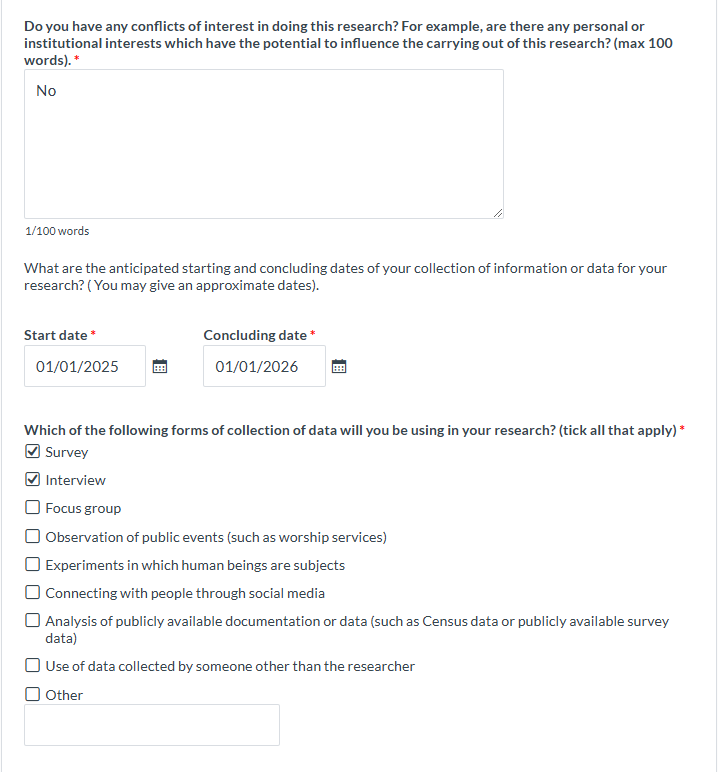 Do you have any conflicts of interest in doing this research? For example, are there any personal or
institutional interests which have the potential to influence the carrying out of this research? (max 100
words). *
No
1/100 words
What are the anticipated starting and concluding dates of your collection of information or data for your
research? ( You may give an approximate dates).
Start date * Concluding date *
01/01/2025 01/01/2026
Which of the following forms of collection of data will you be using in your research? (tick all that apply) *
Survey
Interview
Focus group
Observation of public events (such as worship services)
Experiments in which human beings are subjects
Connecting with people through social media
Analysis of publicly available documentation or data (such as Census data or publicly available survey
data)
Use of data collected by someone other than the researcher
Other